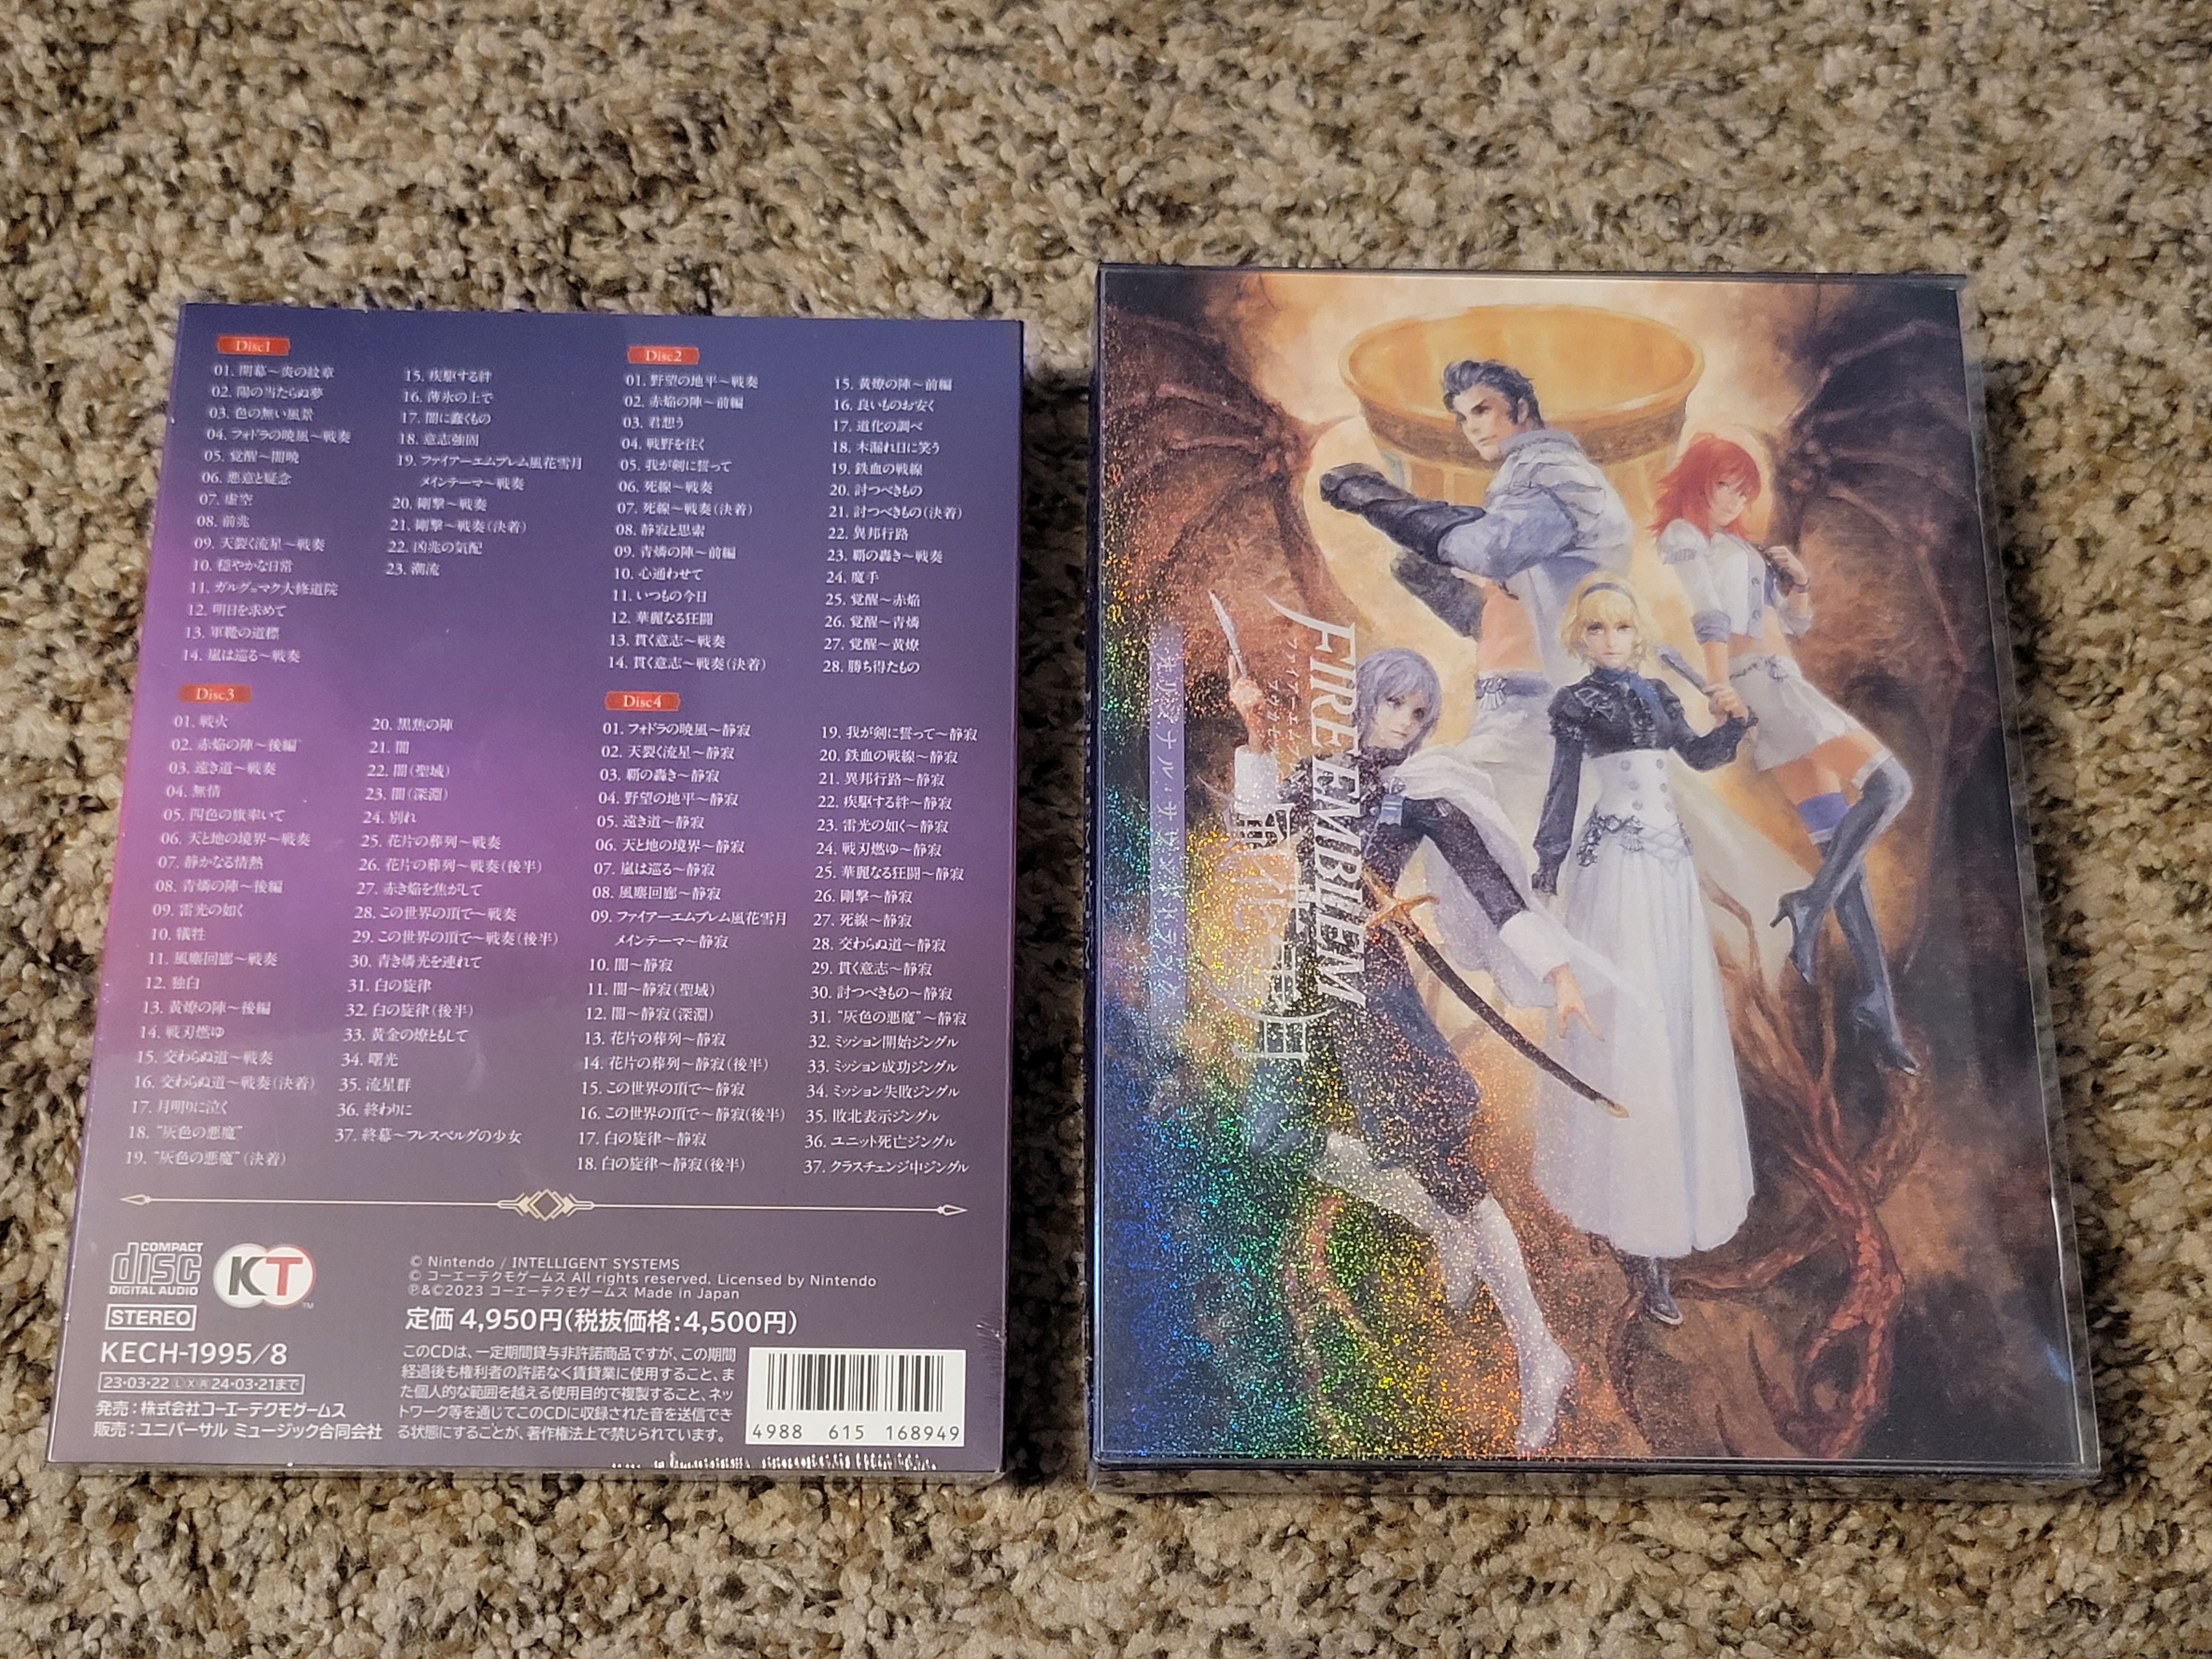 Disc1
01. 開幕～炎の紋章
02. 陽の当たらぬ夢
03. 色の無い風景
04. フォドラの暁風～戦奏
05. 覚醒～闇暁
06. 悪意と疑念
07. 虚空
08. 前兆
09. 天裂く流星～戦奏
10. 穏やかな日常
11. ガルグ=マク大修道院
12. 明日を求めて
13. 軍靴の道標
14. 嵐は巡る～戦奏
15. 疾駆する絆
16. 薄氷の上で
17. 闇に蠢くもの
18. 意志強固
19. ファイアーエムブレム風花雪月
メインテーマ～戦奏
20. 剛撃～戦奏
21. 剛撃～戦奏(決着)
22. 凶兆の気配
23. 潮流
Disc2
01. 野望の地平～戦奏
02. 赤焔の陣～前編
03. 君想う
04. 戦野を往く
05. 我が剣に誓って
06. 死線～戦奏
07. 死線～戦奏(決着)
08. 静寂と思索
09. 青燐の陣～前編
10. 心通わせて
11. いつもの今日
12. 華麗なる狂闘
13. 貫く意志～戦奏
14. 貫く意志～戦奏(決着)
15. 黄燎の陣～前編
16. 良いものお安く
17. 道化の調べ
18. 木漏れ日に笑う
19. 鉄血の戦線
20. 討つべきもの
21. 討つべきもの(決着)
22. 異邦行路
23. 覇の轟き～戦奏
24. 魔手
25. 覚醒～赤焔
26. 覚醒～青燐
27. 覚醒～黄燎
28. 勝ち得たもの
Disc3
01. 戦火
02. 赤焔の陣～後編
03. 遠き道～戦奏
04. 無情
05. 四色の旗率いて
06. 天と地の境界～戦奏
07. 静かなる情熱
08. 青燐の陣～後編
09. 雷光の如く
10. 犠牲
11. 風塵回廊～戦奏
12. 独白
13. 黄燎の陣～後編
14. 戦刃燃ゆ
15. 交わらぬ道～戦奏
16. 交わらぬ道～戦奏(決着)
17. 月明りに泣く
18. “灰色の悪魔”
19. “灰色の悪魔”(決着)
20. 黒焦の陣
21. 闇
22. 闇(聖域)
23. 闇(深淵)
24. 別れ
25. 花片の葬列～戦奏
26. 花片の葬列～戦奏(後半)
27. 赤き焔を焦がして
28. この世界の頂で～戦奏
29. この世界の頂で～戦奏(後半)
30. 青き燐光を連れて
31. 白の旋律
32. 白の旋律(後半)
33. 黄金の燎ともして
34. 曙光
35. 流星群
36. 終わりに
37. 終幕～フレスベルグの少女
Disc4
01. フォドラの暁風～静寂
02. 天裂く流星～静寂
03. 覇の轟き～静寂
04. 野望の地平～静寂
05. 遠き道～静寂
06. 天と地の境界～静寂
07. 嵐は巡る～静寂
08. 風塵回廊～静寂
09. ファイアーエムブレム風花雪月
メインテーマ～静寂
10. 闇～静寂
11. 闇～静寂(聖域)
12. 闇～静寂(深淵)
13. 花片の葬列～静寂
14. 花片の葬列～静寂(後半)
15. この世界の頂で～静寂
16. この世界の頂で～静寂(後半)
17. 白の旋律～静寂
18. 白の旋律～静寂(後半)
19. 我が剣に誓って～静寂
20. 鉄血の戦線～静寂
21. 異邦行路～静寂
22. 疾駆する絆～静寂
23. 雷光の如く～静寂
24. 戦刃燃ゆ～静寂
25. 華麗なる狂闘～静寂
26. 剛撃～静寂
27. 死線～静寂
28. 交わらぬ道～静寂
29. 貫く意志～静寂
30. 討つべきもの～静寂
31. “灰色の悪魔”～静寂
32. ミッション開始ジングル
33. ミッション成功ジングル
34. ミッション失敗ジングル
35. 敗北表示ジングル
36. ユニット死亡ジングル
37. クラスチェンジ中ジングル
COMPACT
disc
DIGITAL AUDIO
KT
TM
STEREO
KECH-1995/8
23・03・22 Ⓛ Ⓧ Ⓡ 24・03・21まで
発売：株式会社コーエーテクモゲームス
販売：ユニバーサル ミュージック合同会社
© Nintendo / INTELLIGENT SYSTEMS
© コーエーテクモゲームス All rights reserved. Licensed by Nintendo
℗&©2023 コーエーテクモゲームス Made in Japan
定価 4,950円(税抜価格：4,500円)
このCDは、一定期間貸与非許諾商品ですが、この期間
経過後も権利者の許諾なく賃貸業に使用すること、ま
た個人的な範囲を越える使用目的で複製すること、ネッ
トワーク等を通じてこのCDに収録された音を送信でき
る状態にすることが、著作権法上で禁じられています。
4988 615 168949
FIRE EMBLEM